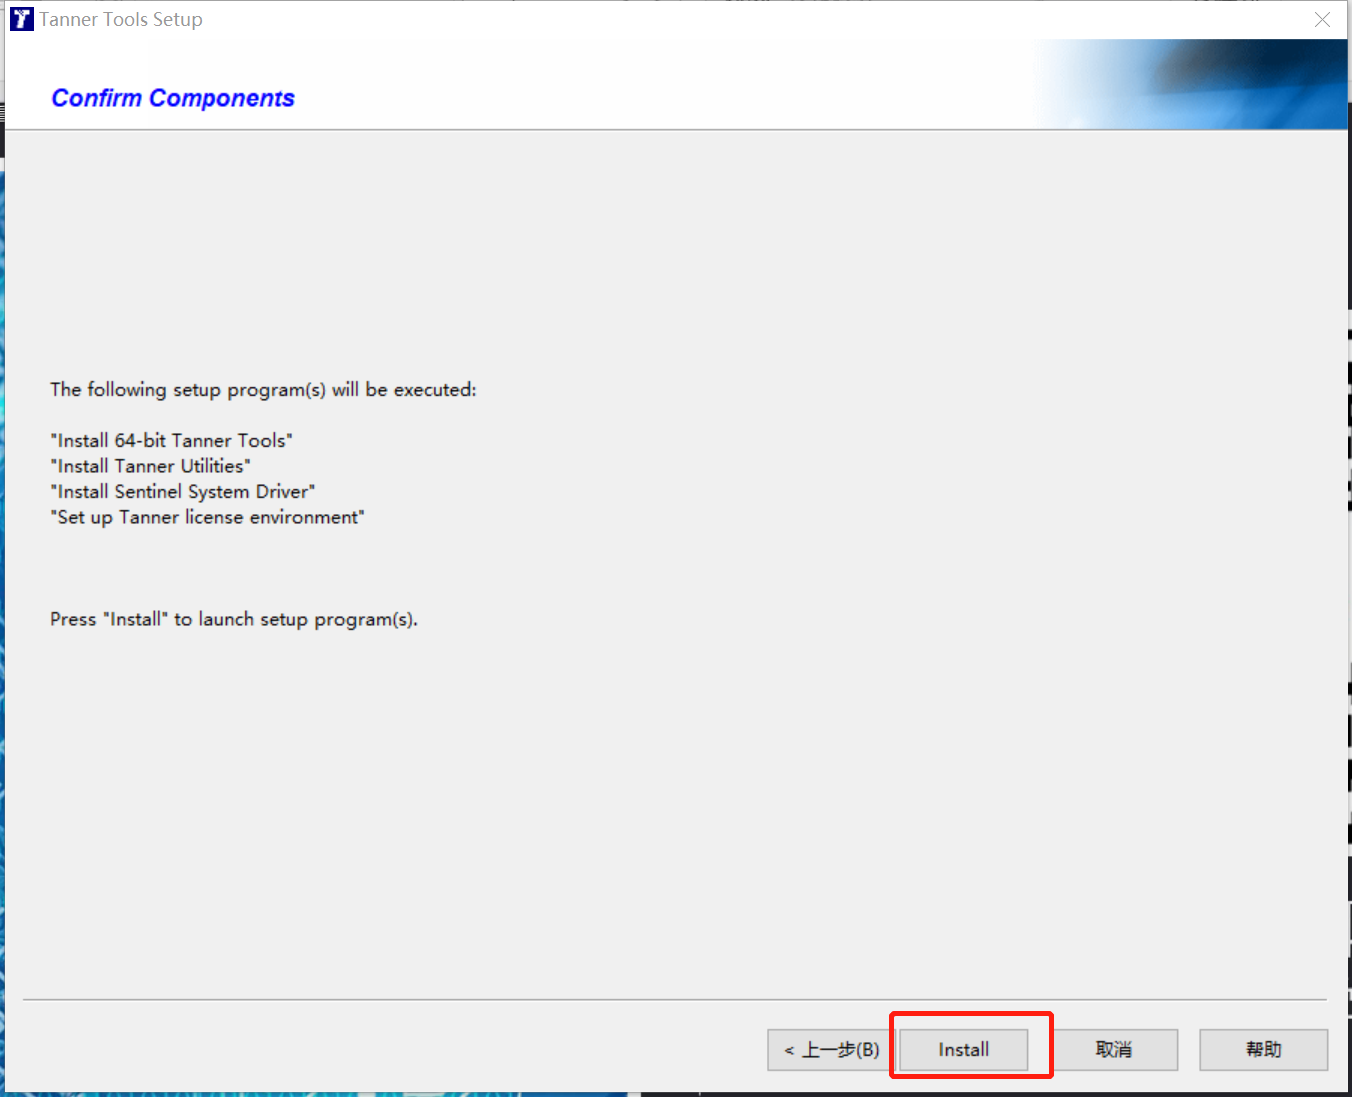 Tanner Tools Setup
Confirm Components
The following setup program(s) will be executed:
"Install 64-bit Tanner Tools"
"Install Tanner Utilities"
"Install Sentinel System Driver"
"Set up Tanner license environment"
Press "Install" to launch setup program(s).
< 上一步(B)
Install
取消
帮助